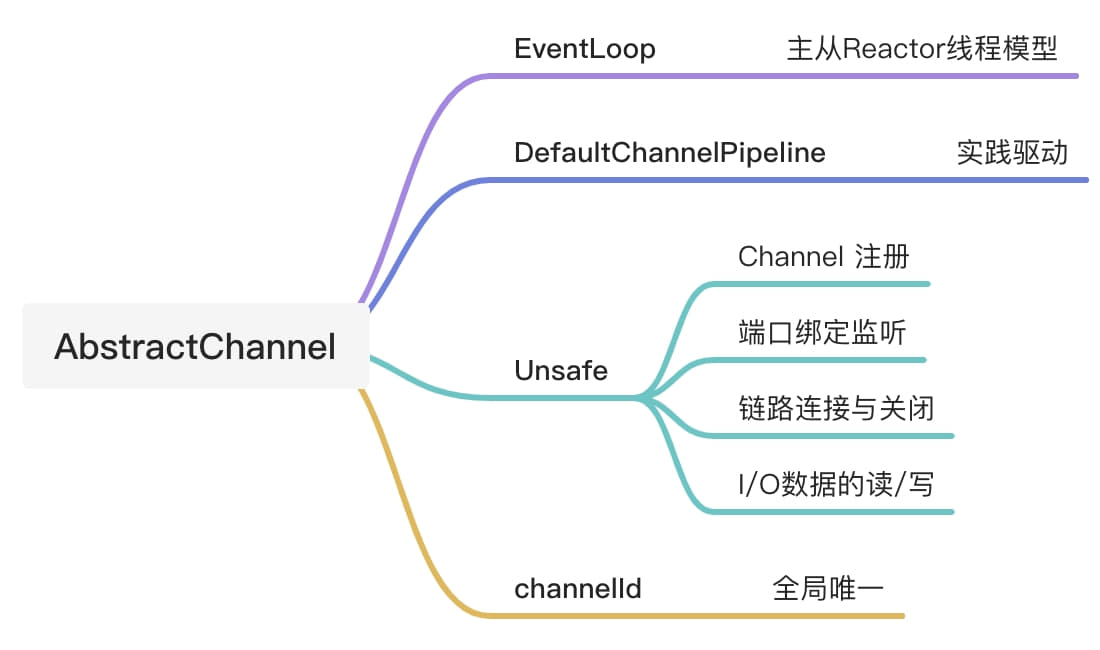 EventLoop 主从Reactor线程模型
DefaultChannelPipeline 实践驱动
Channel 注册
端口绑定监听
AbstractChannel
Unsafe
链路连接与关闭
I/O数据的读/写
channelId 全局唯一